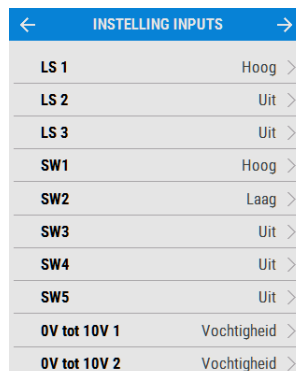 INSTELLING INPUTS
LS 1 Hoog
LS 2 Uit
LS 3 Uit
SW1 Hoog
SW2 Laag
SW3 Uit
SW4 Uit
SW5 Uit
0V tot 10V 1 Vochtigheid
0V tot 10V 2 Vochtigheid